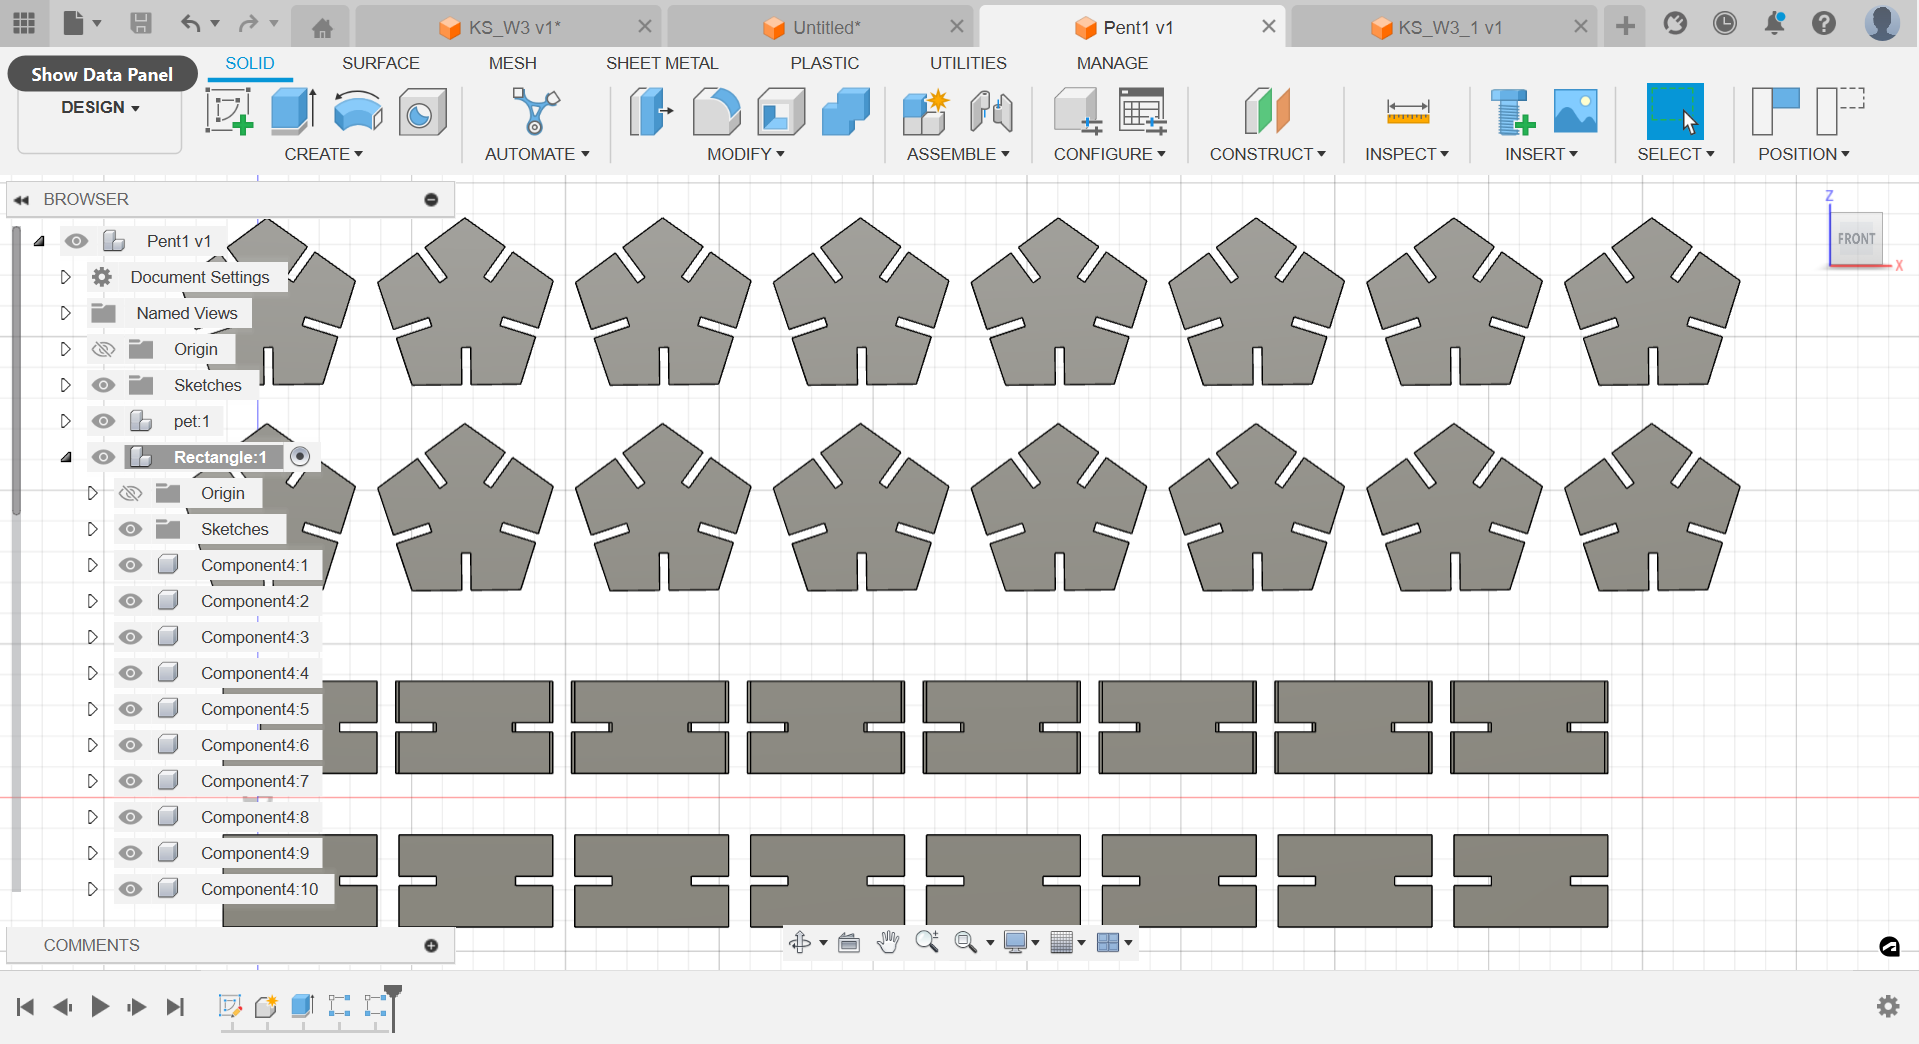 KS_W3 v1*
Untitled*
Pent1 v1
KS_W3_1 v1
Show Data Panel
SOLID
SURFACE
MESH
SHEET METAL
PLASTIC
UTILITIES
MANAGE
DESIGN
CREATE
AUTOMATE
MODIFY
ASSEMBLE
CONFIGURE
CONSTRUCT
INSPECT
INSERT
SELECT
POSITION
BROWSER
Pent1 v1
Document Settings
Named Views
Origin
Sketches
pet:1
Rectangle:1
Origin
Sketches
Component4:1
Component4:2
Component4:3
Component4:4
Component4:5
Component4:6
Component4:7
Component4:8
Component4:9
Component4:10
Z
FRONT
X
COMMENTS